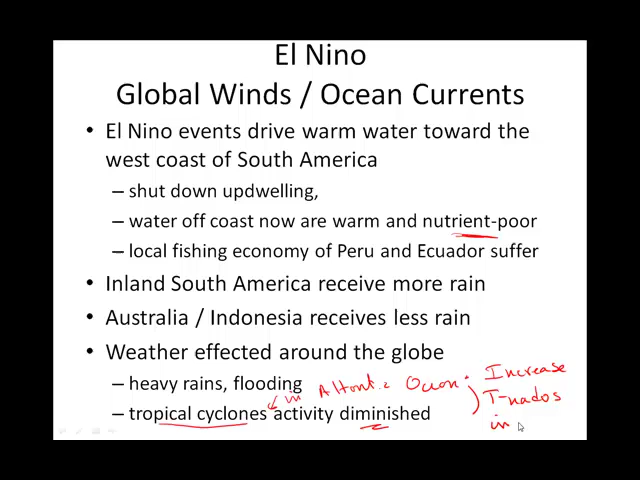 El Nino
Global Winds / Ocean Currents
• El Nino events drive warm water toward the
west coast of South America
– shut down updwelling,
– water off coast now are warm and nutrient-poor
– local fishing economy of Peru and Ecuador suffer
• Inland South America receive more rain
• Australia / Indonesia receives less rain
• Weather effected around the globe
– heavy rains, flooding
in Ocean.
– tropical cyclones activity diminished
Increase
T-nados
in